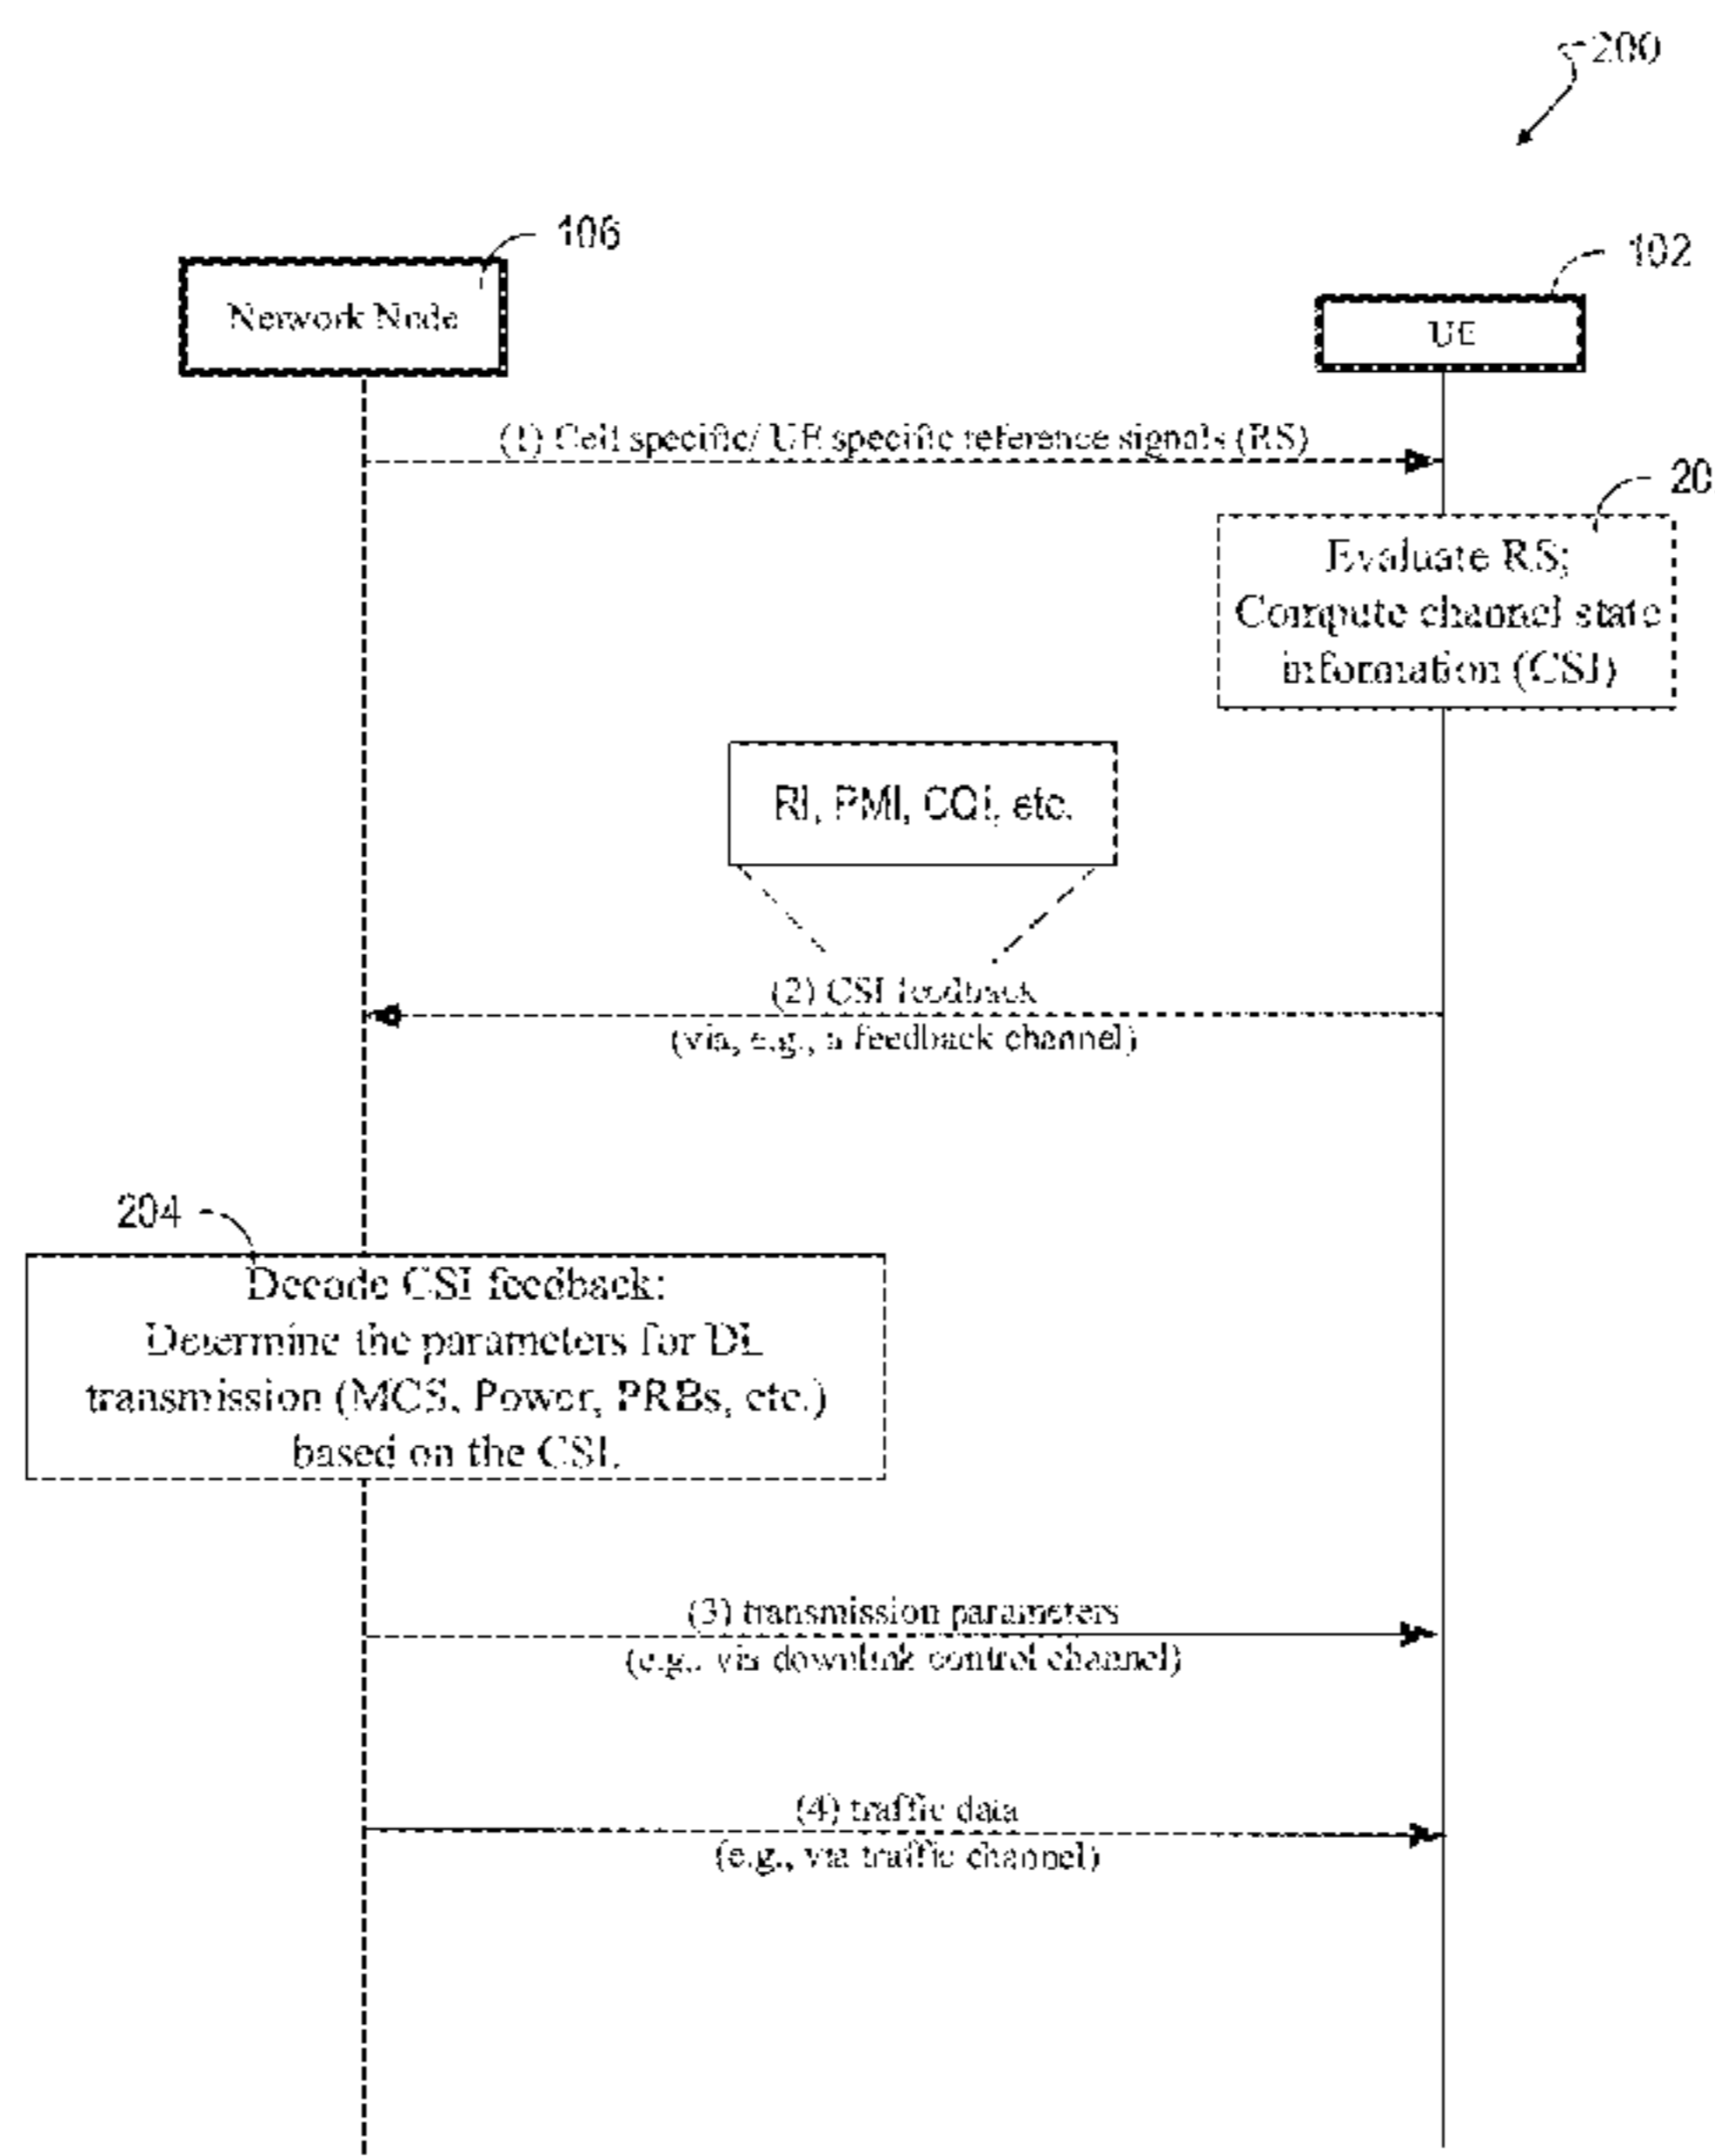 200
106
Network Node
102
UE
(1) Cell specific/ UE specific reference signals (RS)
20
Evaluate RS;
Compute channel state
information (CSI)
RI, PMI, CQI, etc.
(2) CSI feedback
(via, e.g., a feedback channel)
204
Decode CSI feedback:
Determine the parameters for DL
transmission (MCS, Power, PRBs, etc.)
based on the CSI.
(3) transmission parameters
(e.g., via downlink control channel)
(4) traffic data
(e.g., via traffic channel)